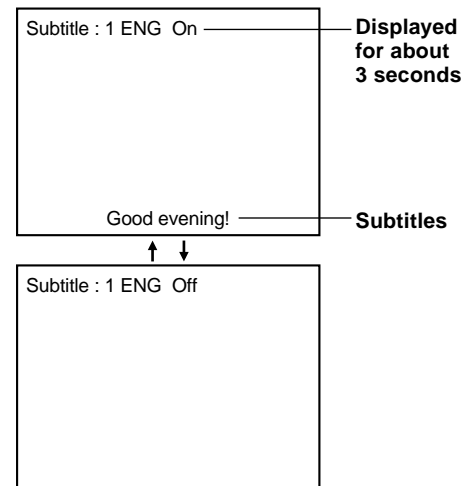 Subtitle : 1 ENG On
Displayed
for about
3 seconds
Good evening!
Subtitles
Subtitle : 1 ENG Off